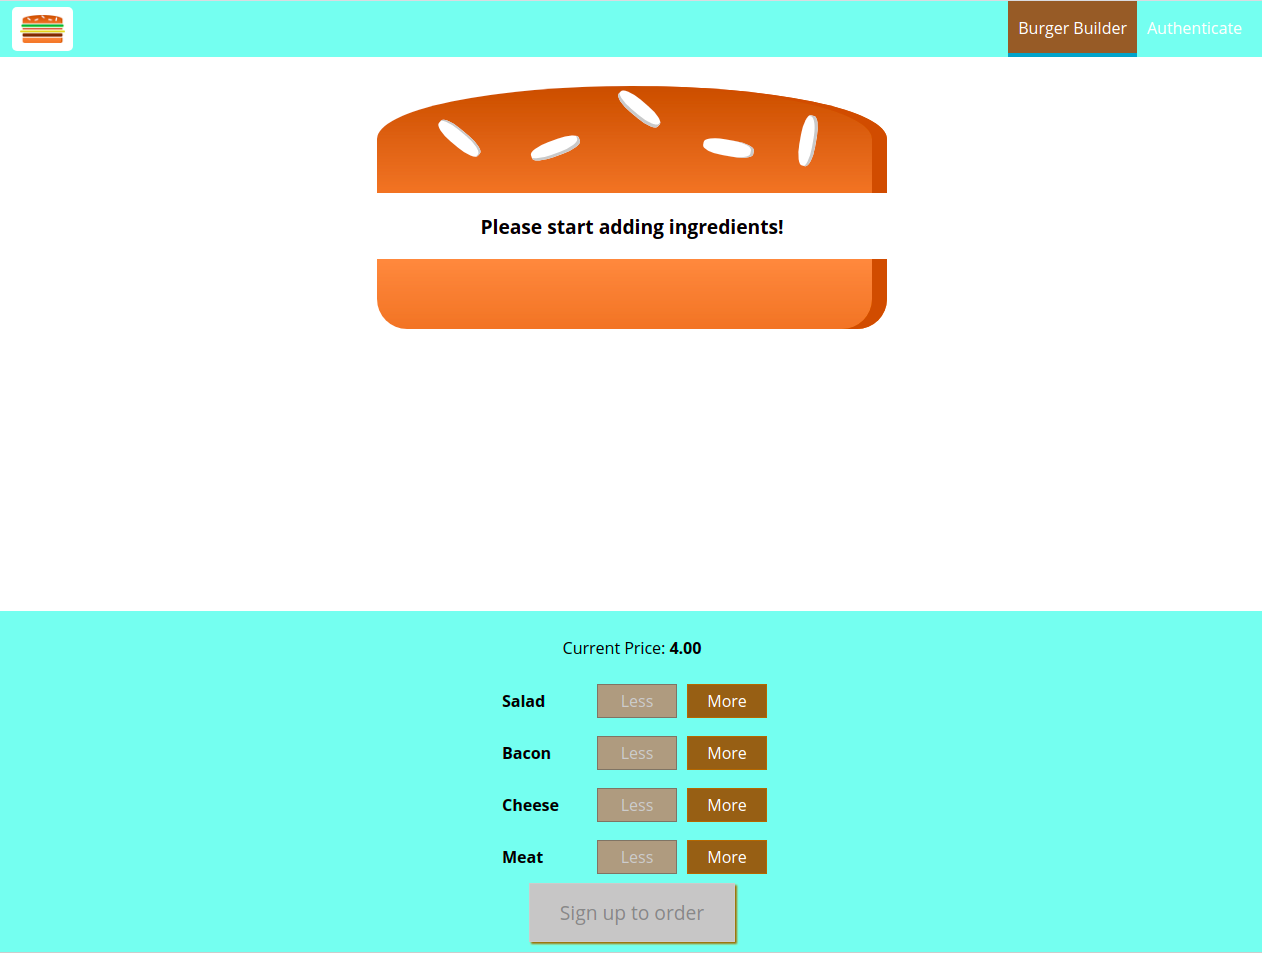 Burger Builder Authenticate
Please start adding ingredients!
Current Price: 4.00
Salad Less More
Bacon Less More
Cheese Less More
Meat Less More
Sign up to order